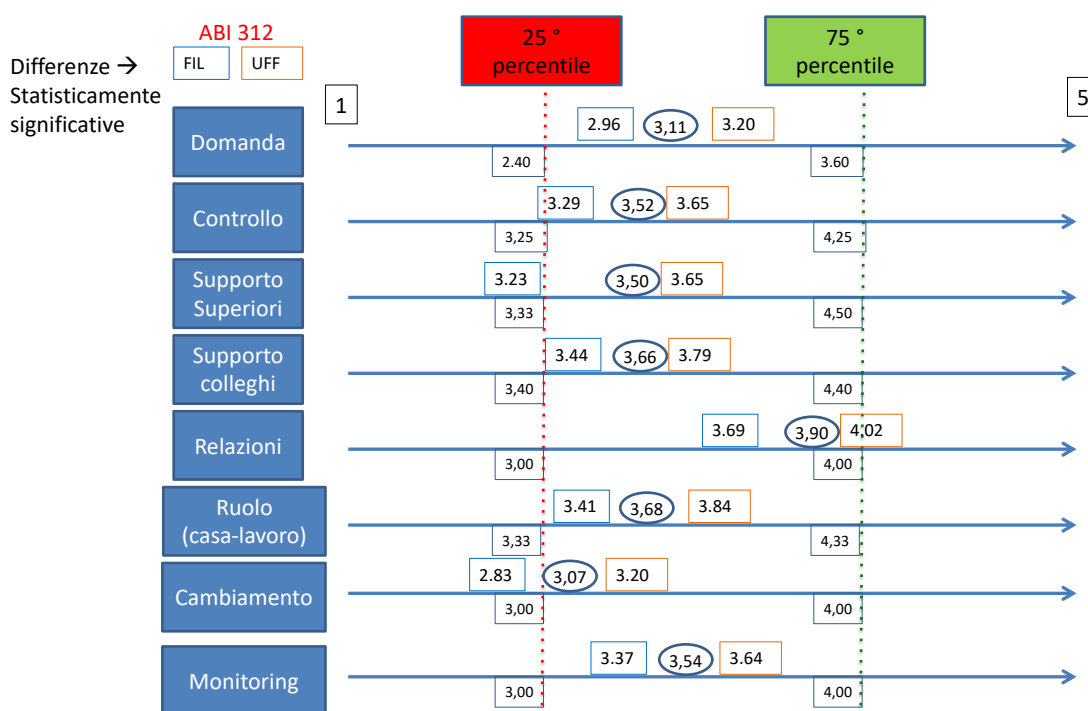 ABI 312
FIL UFF
Differenze →
Statisticamente
significative
25 °
percentile
75 °
percentile
1
5
Domanda
2.96 3,11 3.20
2.40 3.60
Controllo
3.29 3,52 3.65
3,25 4,25
Supporto
Superiori
3.23 3,50 3.65
3,33 4,50
Supporto
colleghi
3.44 3,66 3.79
3,40 4,40
Relazioni
3.69 3,90 4.02
3,00 4,00
Ruolo
(casa-lavoro)
3.41 3,68 3.84
3,33 4,33
Cambiamento
2.83 3,07 3.20
3,00 4,00
Monitoring
3.37 3,54 3.64
3,00 4,00